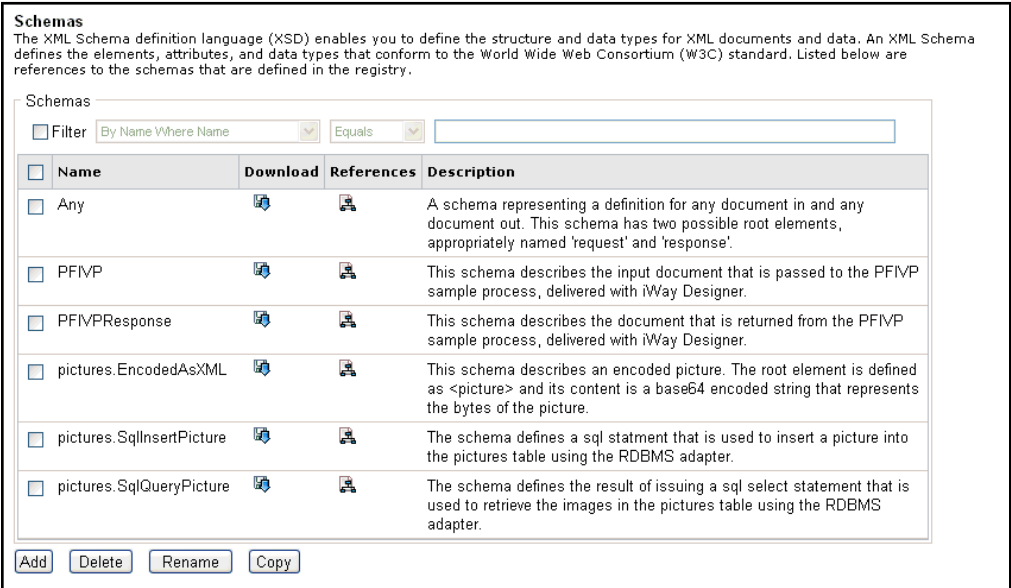 Schemas
The XML Schema definition language (XSD) enables you to define the structure and data types for XML documents and data. An XML Schema
defines the elements, attributes, and data types that conform to the World Wide Web Consortium (W3C) standard. Listed below are
references to the schemas that are defined in the registry.
Schemas
Filter By Name Where Name Equals
Name Download References Description
Any A schema representing a definition for any document in and any
document out. This schema has two possible root elements,
appropriately named 'request' and 'response'.
PFIVP This schema describes the input document that is passed to the PFIVP
sample process, delivered with iWay Designer.
PFIVPResponse This schema describes the document that is returned from the PFIVP
sample process, delivered with iWay Designer.
pictures.EncodedAsXML This schema describes an encoded picture. The root element is defined
as <picture> and its content is a base64 encoded string that represents
the bytes of the picture.
pictures.SqlInsertPicture The schema defines a sql statment that is used to insert a picture into
the pictures table using the RDBMS adapter.
pictures.SqlQueryPicture The schema defines the result of issuing a sql select statement that is
used to retrieve the images in the pictures table using the RDBMS
adapter.
Add Delete Rename Copy